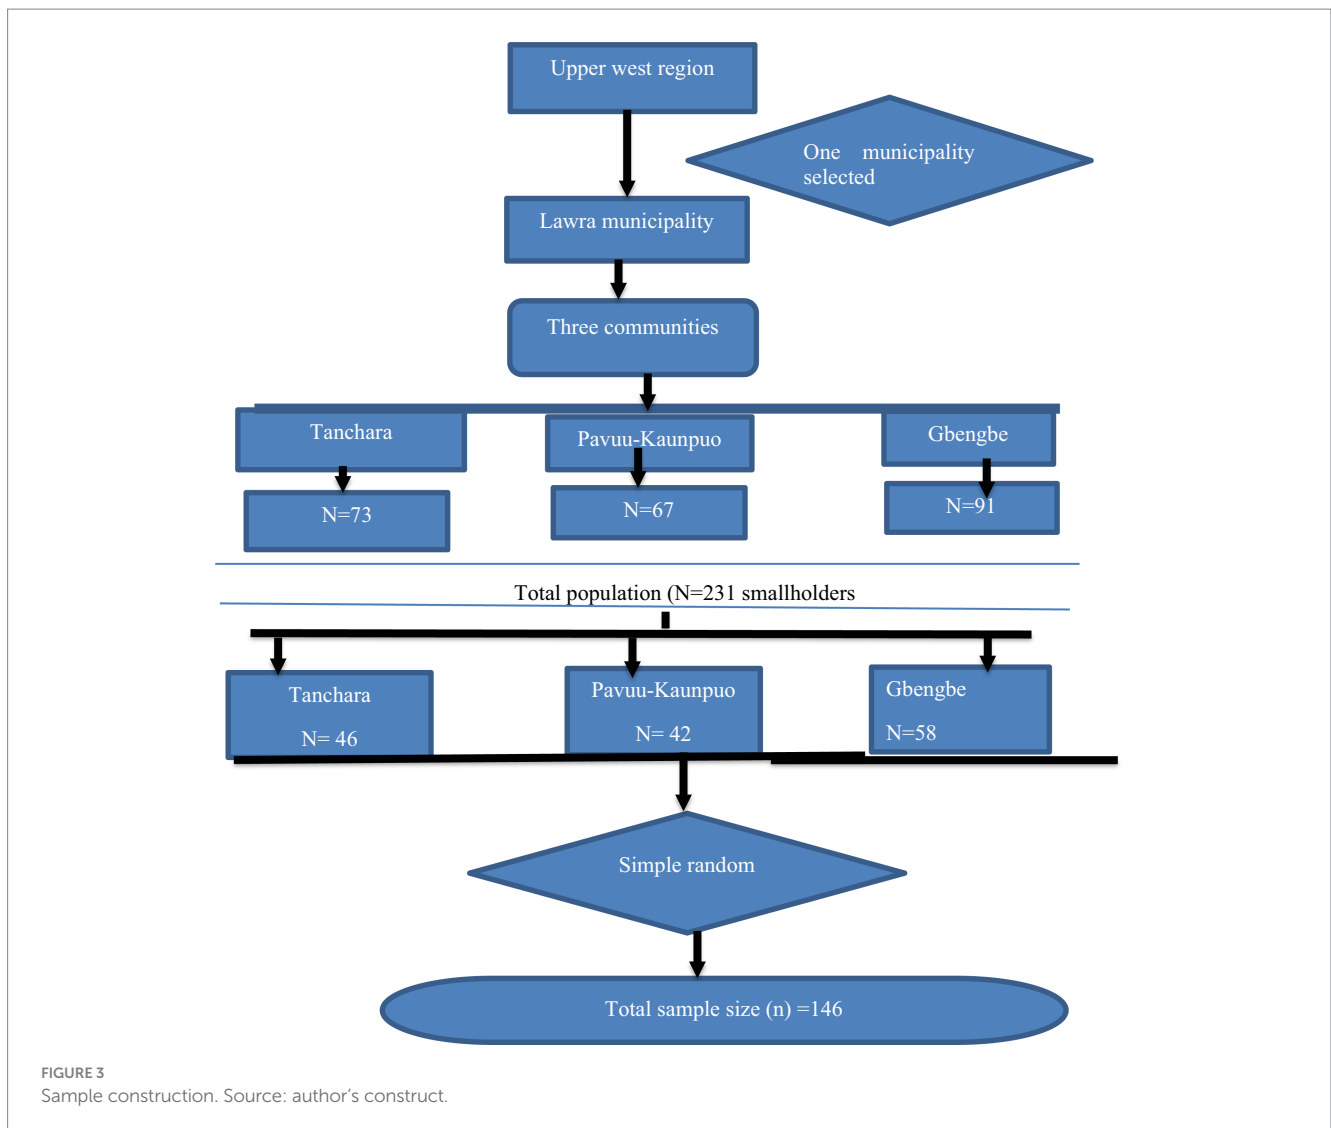 Upper west region
One municipality
selected
Lawra municipality
Three communities
Tanchara
Pavuu-Kaunpuo
Gbengbe
N=73
N=67
N=91
Total population (N=231 smallholders
Tanchara
N= 46
Pavuu-Kaunpuo
N= 42
Gbengbe
N=58
Simple random
Total sample size (n) =146
FIGURE 3
Sample construction. Source: author's construct.